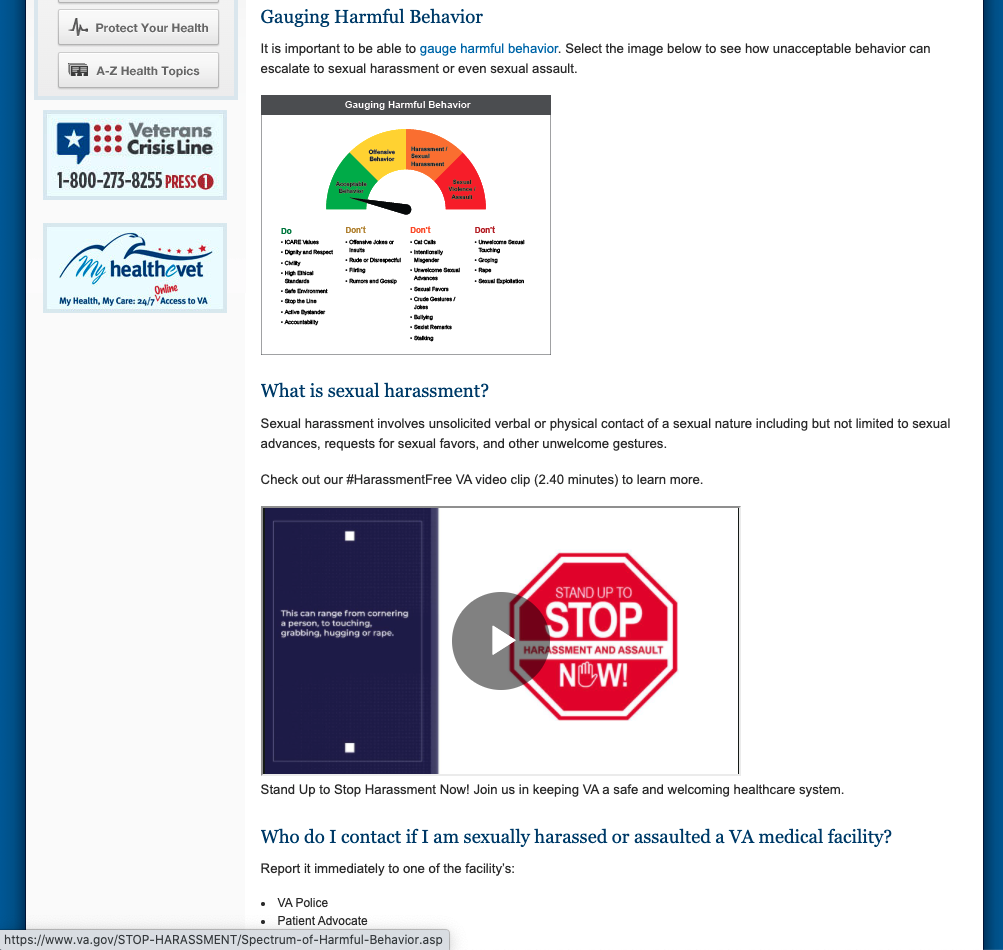 Protect Your Health
A-Z Health Topics
Veterans
Crisis Line
1-800-273-8255 PRESS 1
My healthevet
My Health, My Care: 24/7 Online Access to VA
Gauging Harmful Behavior
It is important to be able to gauge harmful behavior. Select the image below to see how unacceptable behavior can
escalate to sexual harassment or even sexual assault.
Gauging Harmful Behavior
Acceptable
Behavior
Offensive
Behavior
Harassment /
Sexual
Harassment
Sexual
Violence /
Assault
Do
• ICARE Values
• Dignity and Respect
• Civility
• High Ethical
Standards
• Safe Environment
• Stop the Line
• Active Bystander
• Accountability
Don't
• Offensive Jokes or
Insults
• Rude or Disrespectful
• Flirting
• Rumors and Gossip
Don't
• Cat Calls
• Intentionally
Misgender
• Unwelcome Sexual
Advances
• Sexual Favors
• Crude Gestures /
Jokes
• Bullying
• Sexist Remarks
• Stalking
Don't
• Unwelcome Sexual
Touching
• Groping
• Rape
• Sexual Exploitation
What is sexual harassment?
Sexual harassment involves unsolicited verbal or physical contact of a sexual nature including but not limited to sexual
advances, requests for sexual favors, and other unwelcome gestures.
Check out our #HarassmentFree VA video clip (2.40 minutes) to learn more.
This can range from cornering
a person, to touching,
grabbing, hugging or rape.
STAND UP TO
STOP
HARASSMENT AND ASSAULT
NOW!
Stand Up to Stop Harassment Now! Join us in keeping VA a safe and welcoming healthcare system.
Who do I contact if I am sexually harassed or assaulted a VA medical facility?
Report it immediately to one of the facility's:
• VA Police
• Patient Advocate
https://www.va.gov/STOP-HARASSMENT/Spectrum-of-Harmful-Behavior.asp